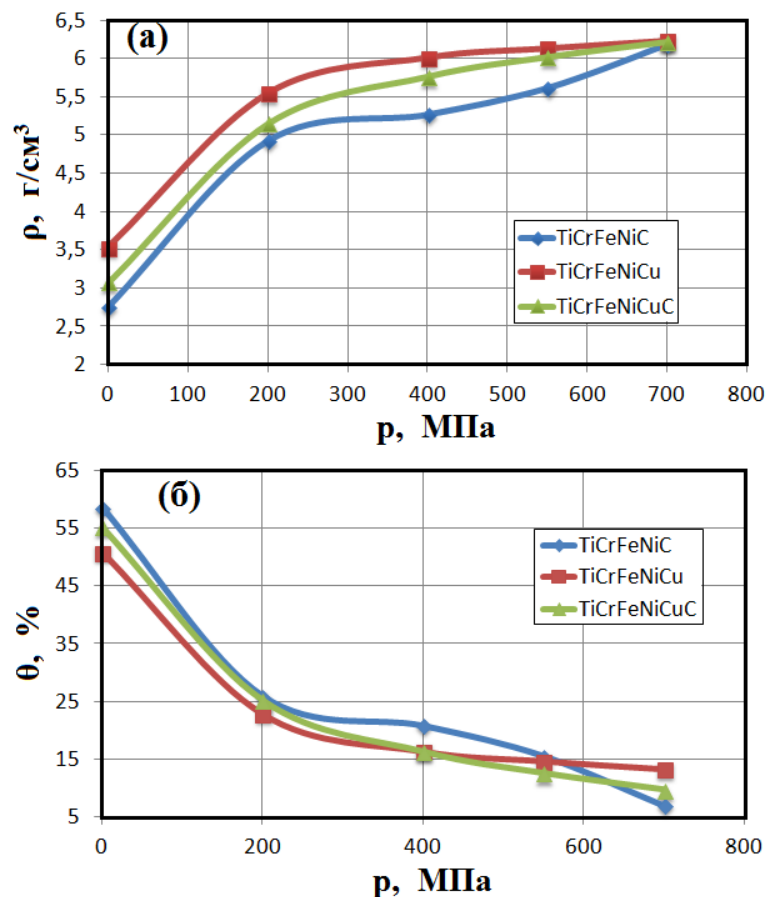 (а)
6,5
6
5,5
5
4,5
4
3,5
3
2,5
2
ρ, г/см³
TiCrFeNiC
TiCrFeNiCu
TiCrFeNiCuC
0 100 200 300 400 500 600 700 800
p, МПа
(б)
65
55
45
35
25
15
5
θ, %
TiCrFeNiC
TiCrFeNiCu
TiCrFeNiCuC
0 200 400 600 800
p, МПа